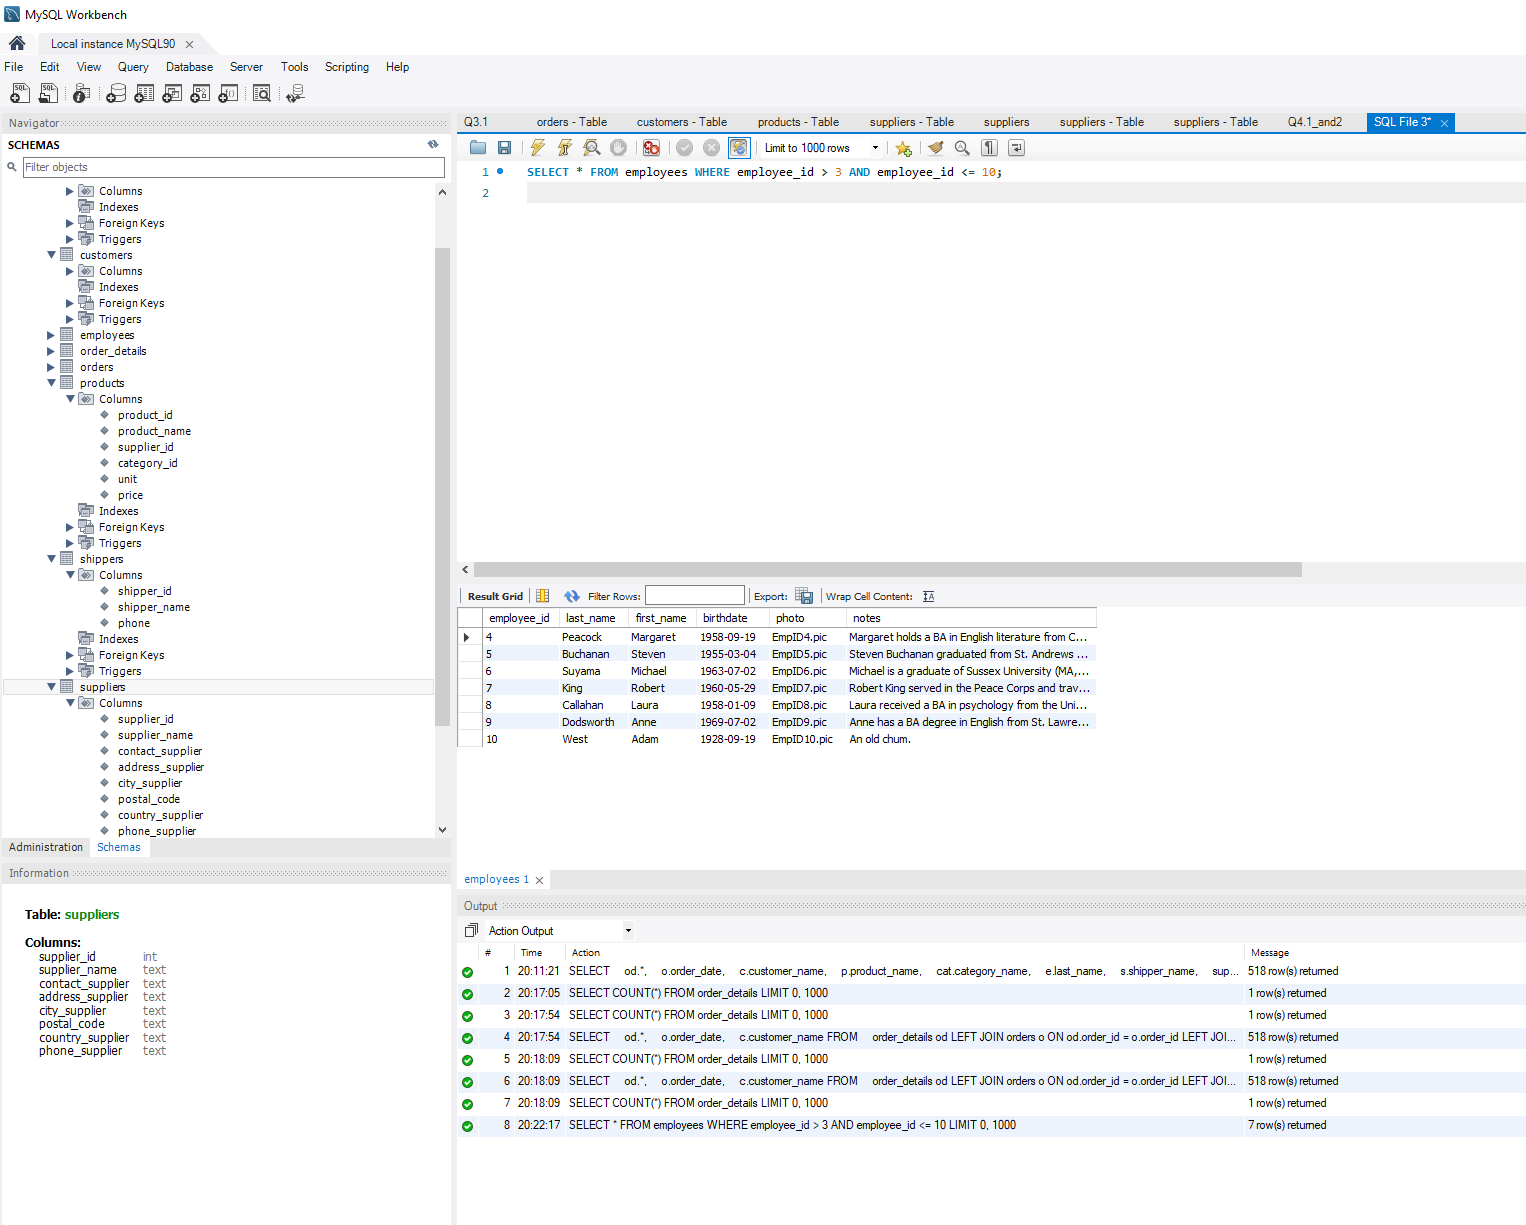 MySQL Workbench
Local instance MySQL90
File Edit View Query Database Server Tools Scripting Help
Navigator
SCHEMAS
Filter objects
Columns
Indexes
Foreign Keys
Triggers
customers
Columns
Indexes
Foreign Keys
Triggers
employees
order_details
orders
products
Columns
product_id
product_name
supplier_id
category_id
unit
price
Indexes
Foreign Keys
Triggers
shippers
Columns
shipper_id
shipper_name
phone
Indexes
Foreign Keys
Triggers
suppliers
Columns
supplier_id
supplier_name
contact_supplier
address_supplier
city_supplier
postal_code
country_supplier
phone_supplier
Administration Schemas
Information
Table: suppliers
Columns:
supplier_id int
supplier_name text
contact_supplier text
address_supplier text
city_supplier text
postal_code text
country_supplier text
phone_supplier text
Q3.1 orders - Table customers - Table products - Table suppliers - Table suppliers suppliers - Table suppliers - Table Q4.1_and2 SQL File 3*
Limit to 1000 rows
1 SELECT * FROM employees WHERE employee_id > 3 AND employee_id <= 10;
2
Result Grid Filter Rows: Export: Wrap Cell Content:
employee_id last_name first_name birthdate photo notes
4 Peacock Margaret 1958-09-19 EmpID4.pic Margaret holds a BA in English literature from C...
5 Buchanan Steven 1955-03-04 EmpID5.pic Steven Buchanan graduated from St. Andrews ...
6 Suyama Michael 1963-07-02 EmpID6.pic Michael is a graduate of Sussex University (MA,...
7 King Robert 1960-05-29 EmpID7.pic Robert King served in the Peace Corps and trav...
8 Callahan Laura 1958-01-09 EmpID8.pic Laura received a BA in psychology from the Uni...
9 Dodsworth Anne 1969-07-02 EmpID9.pic Anne has a BA degree in English from St. Lawre...
10 West Adam 1928-09-19 EmpID10.pic An old chum.
employees 1
Output
Action Output
# Time Action Message
1 20:11:21 SELECT od.*, o.order_date, c.customer_name, p.product_name, cat.category_name, e.last_name, s.shipper_name, sup... 518 row(s) returned
2 20:17:05 SELECT COUNT(*) FROM order_details LIMIT 0, 1000 1 row(s) returned
3 20:17:54 SELECT COUNT(*) FROM order_details LIMIT 0, 1000 1 row(s) returned
4 20:17:54 SELECT od.*, o.order_date, c.customer_name FROM order_details od LEFT JOIN orders o ON od.order_id = o.order_id LEFT JOI... 518 row(s) returned
5 20:18:09 SELECT COUNT(*) FROM order_details LIMIT 0, 1000 1 row(s) returned
6 20:18:09 SELECT od.*, o.order_date, c.customer_name FROM order_details od LEFT JOIN orders o ON od.order_id = o.order_id LEFT JOI... 518 row(s) returned
7 20:18:09 SELECT COUNT(*) FROM order_details LIMIT 0, 1000 1 row(s) returned
8 20:22:17 SELECT * FROM employees WHERE employee_id > 3 AND employee_id <= 10 LIMIT 0, 1000 7 row(s) returned